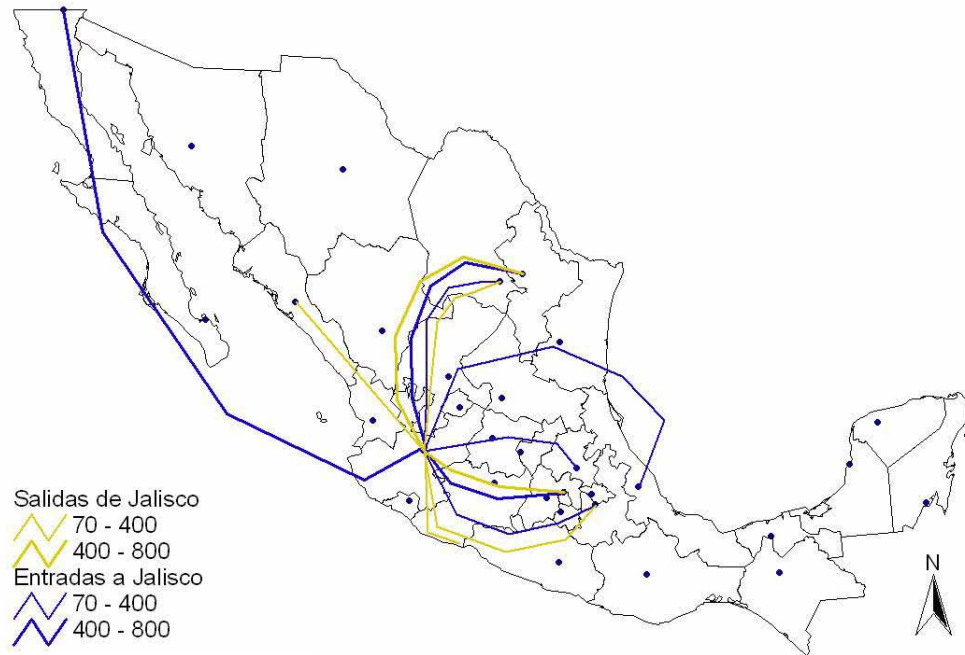 Salidas de Jalisco
70 - 400
400 - 800
Entradas a Jalisco
70 - 400
400 - 800
N